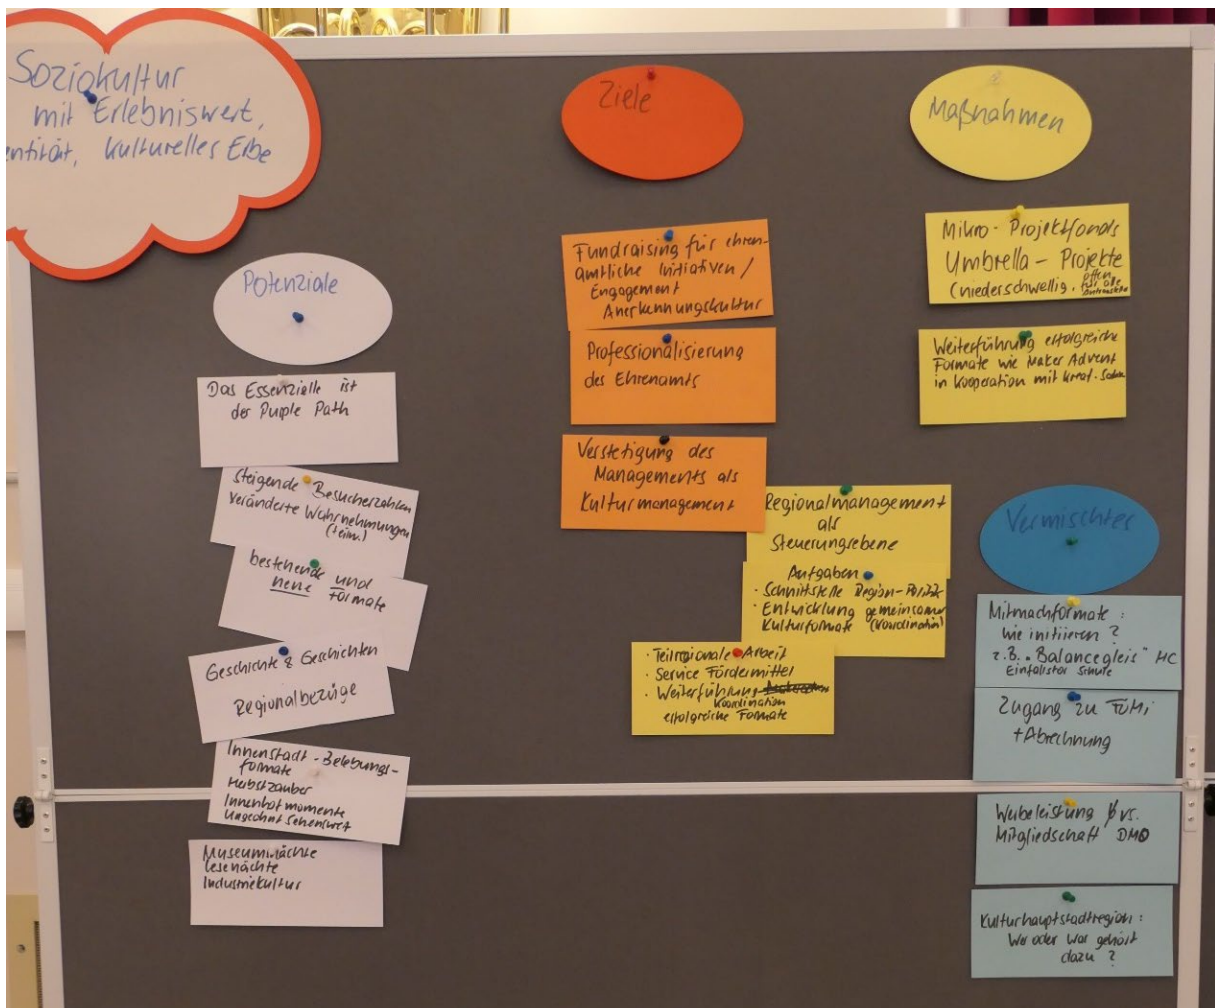 Soziokultur
mit Erlebniswert,
entität, kulturelles Erbe
Potenziale
Das Essenzielle ist
der Purple Path
Steigende Besucherzahlen
Veränderte Wahrnehmungen
bestehende und
neue Formate
Geschichte & Geschichten
Regionalbezüge
Innenstadt-Belebungs-
formate
Herbstzauber
Innenhofmomente
Ungeahnt Sehenswert
Museumsnächte
Lesenächte
Industriekultur
Ziele
Fundraising für ehren-
amtliche Initiativen /
Engagement
Anerkennungskultur
Professionalisierung
des Ehrenamts
Verstetigung des
Managements als
Kulturmanagement
Maßnahmen
Mikro-Projektfonds
Umbrella-Projekte
(niederschwellig, offen
für alle
Weiterführung erfolgreiche
Formate wie Maker Advent
in Kooperation mit kreat.
Regionalmanagement
als
Steuerungsebene
Aufgaben
· Schnittstelle Region-Politik
· Entwicklung gemeinsamer
Kulturformate (Koordination)
· Teilregionale Arbeit
· Service Fördermittel
· Weiterführung
Koordination
erfolgreiche Formate
Vermischtes
Mitmachformate:
Wie initiieren?
z.B. „Balancegleis" HC
Schule
Zugang zu FöMi
+Abrechnung
Werbeleistung vs.
Mitgliedschaft DMO
Kulturhauptstadtregion:
Wer oder Was gehört
dazu?